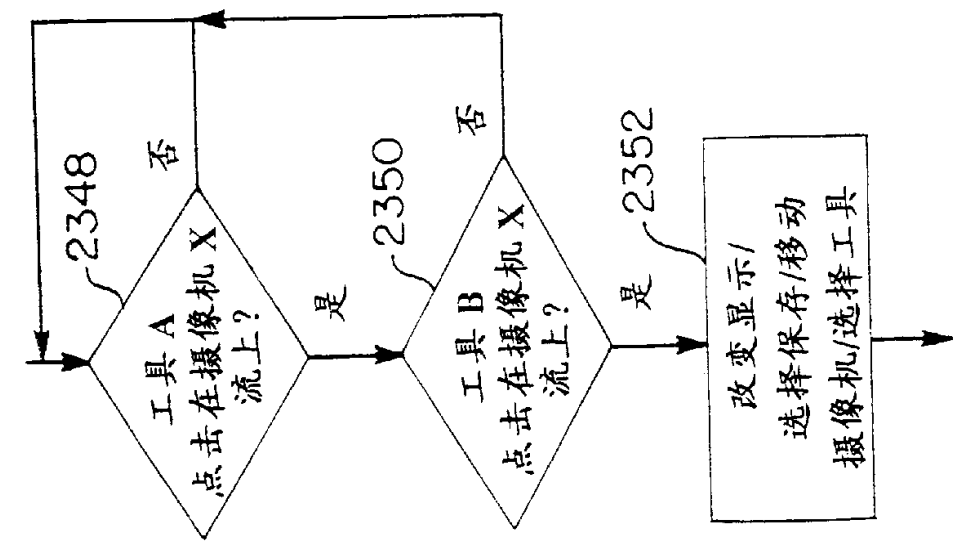 2348
工具 A
点击在摄像机 X
流上?
否
是
2350
工具 B
点击在摄像机 X
流上?
否
是
2352
改变显示/
选择保存/移动
摄像机/选择工具